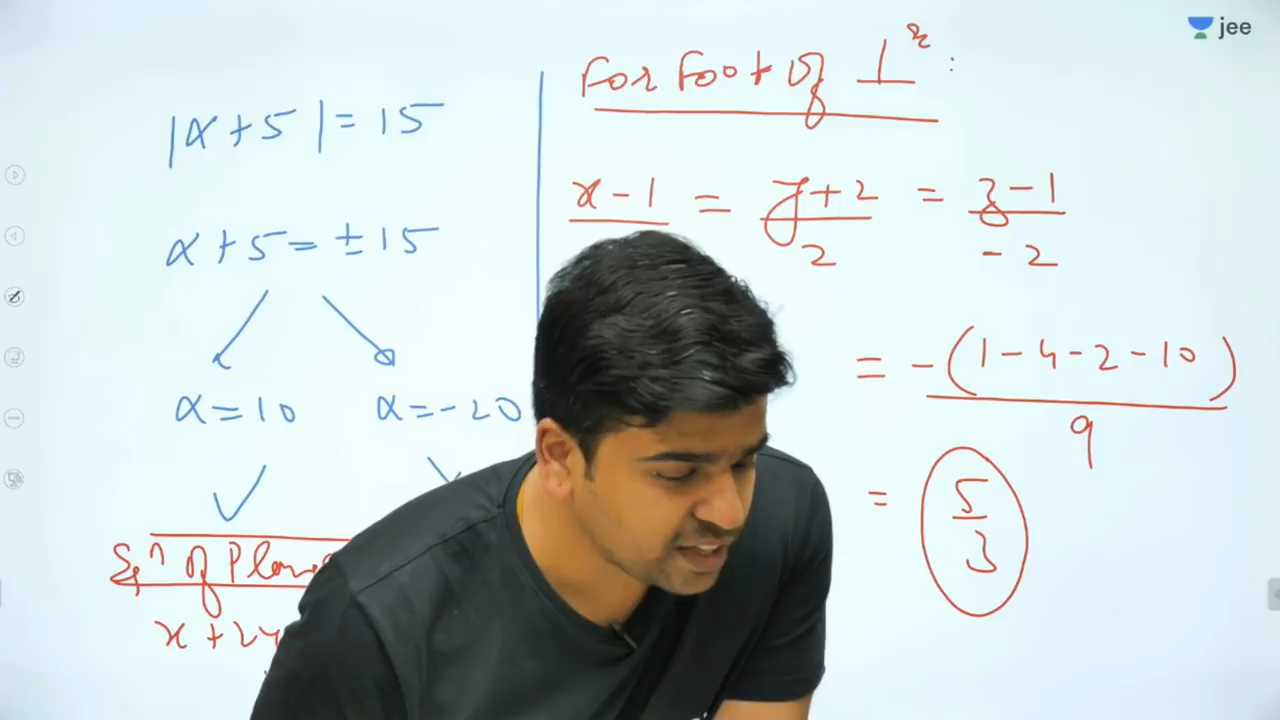 jee
|α+5| = 15
α+5 = ±15
α=10 α=-20
Eqn of Plane
x + 2y
For Foot of ⊥r :
x-1 = y+2 = z-1
2 -2
= -(1-4-2-10)
9
= 5
3